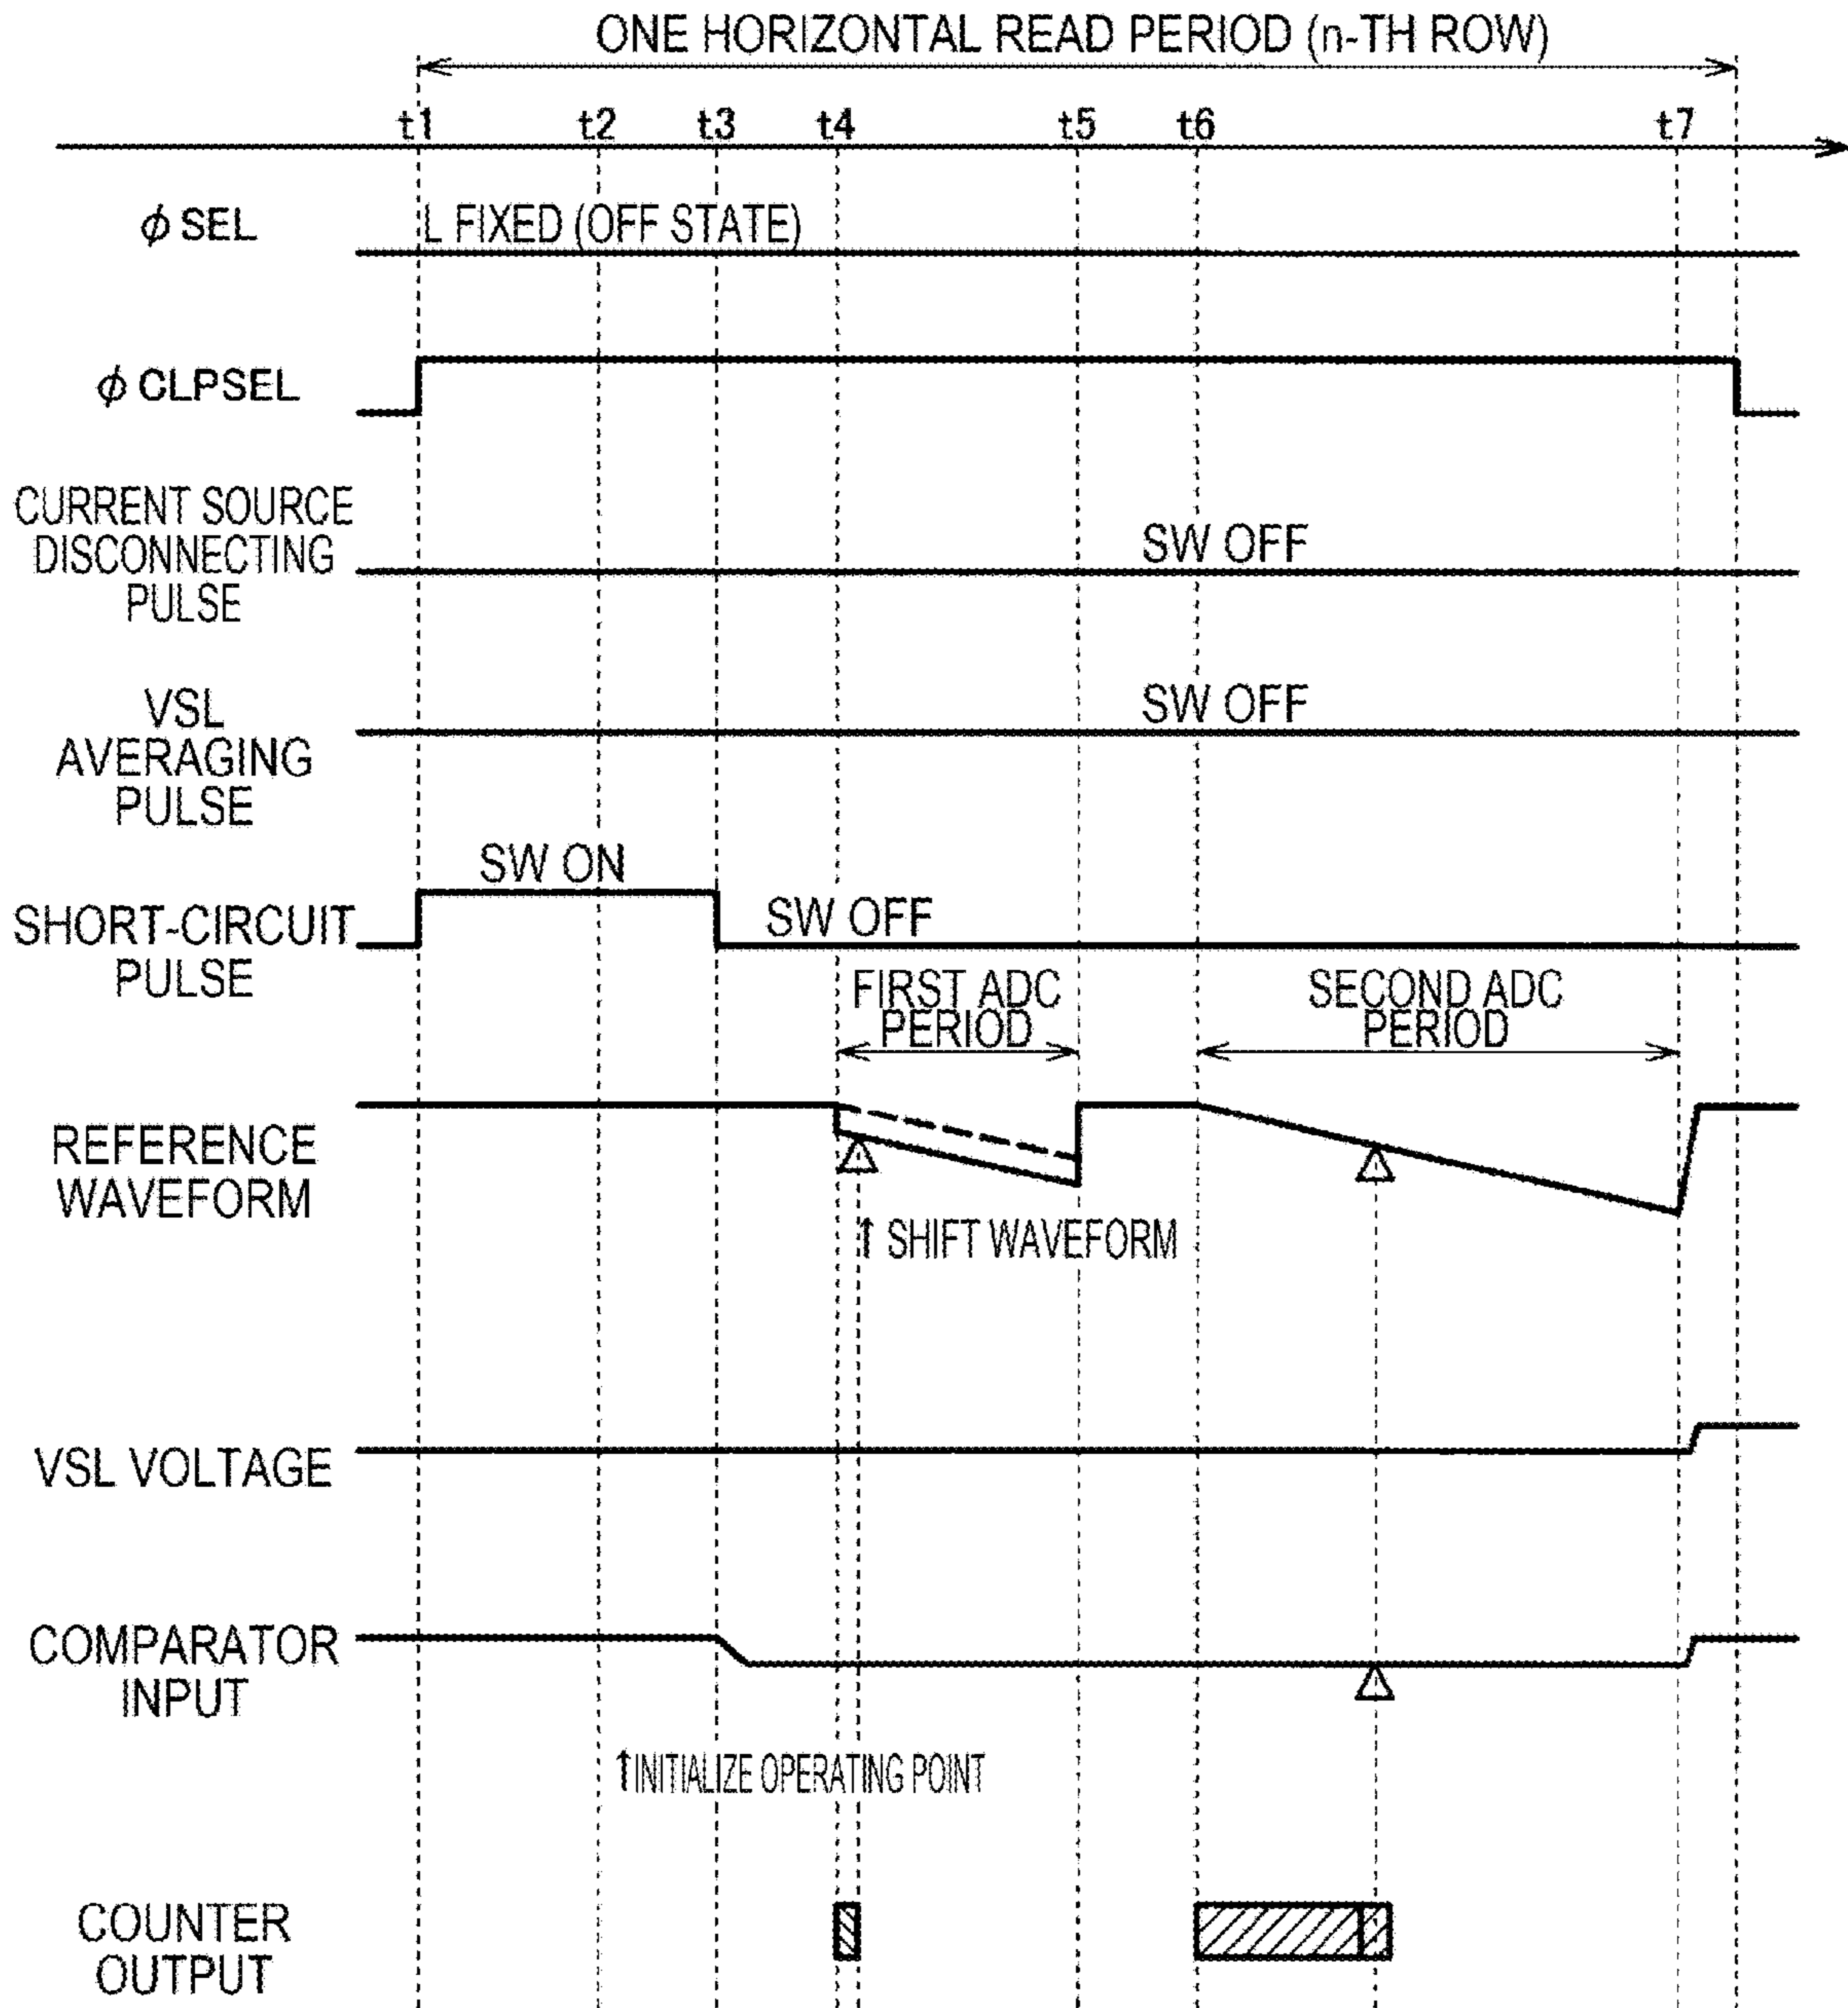 ONE HORIZONTAL READ PERIOD (n-TH ROW)
t1 t2 t3 t4 t5 t6 t7
ϕ SEL
L FIXED (OFF STATE)
ϕ CLPSEL
CURRENT SOURCE
DISCONNECTING
PULSE
SW OFF
VSL
AVERAGING
PULSE
SW OFF
SHORT-CIRCUIT
PULSE
SW ON
SW OFF
FIRST ADC
PERIOD
SECOND ADC
PERIOD
REFERENCE
WAVEFORM
↑ SHIFT WAVEFORM
VSL VOLTAGE
COMPARATOR
INPUT
↑INITIALIZE OPERATING POINT
COUNTER
OUTPUT